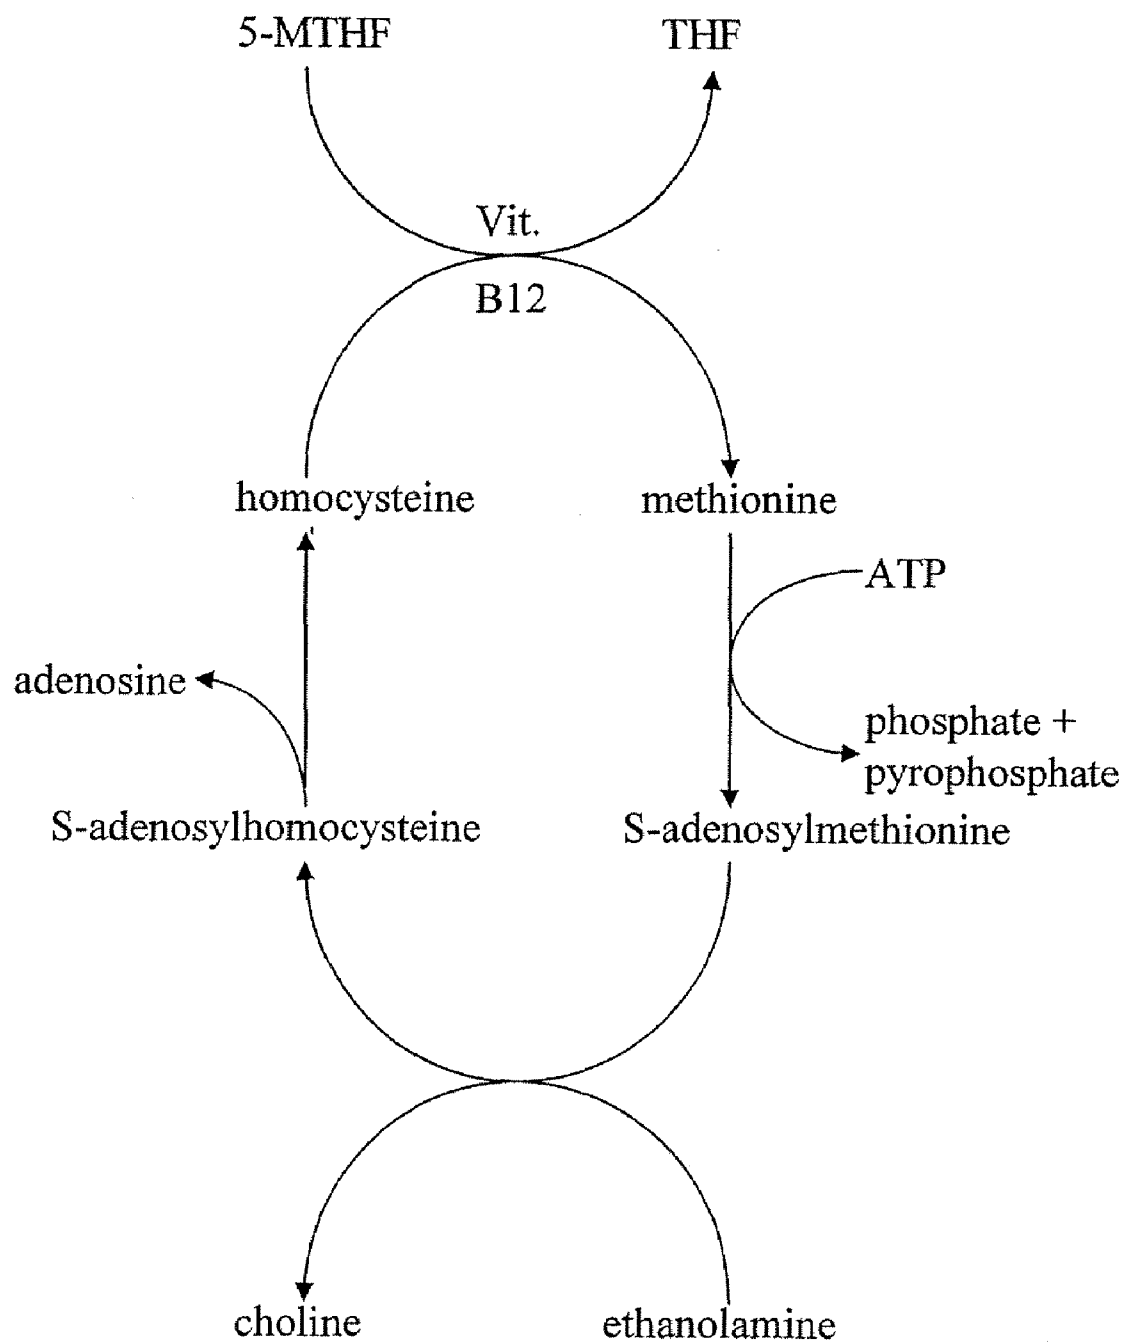 5-MTHF
THF
Vit.
B12
homocysteine
methionine
ATP
adenosine
phosphate +
pyrophosphate
S-adenosylhomocysteine
S-adenosylmethionine
choline
ethanolamine